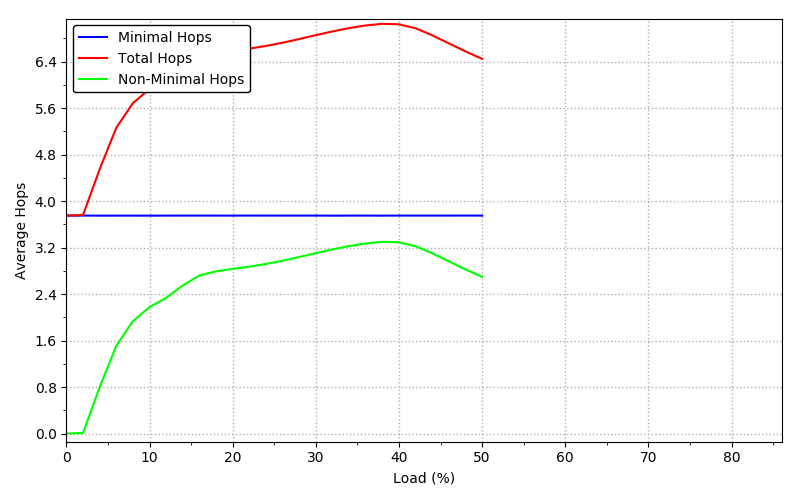 Minimal Hops
Total Hops
Non-Minimal Hops
Average Hops
6.4
5.6
4.8
4.0
3.2
2.4
1.6
0.8
0.0
0 10 20 30 40 50 60 70 80
Load (%)